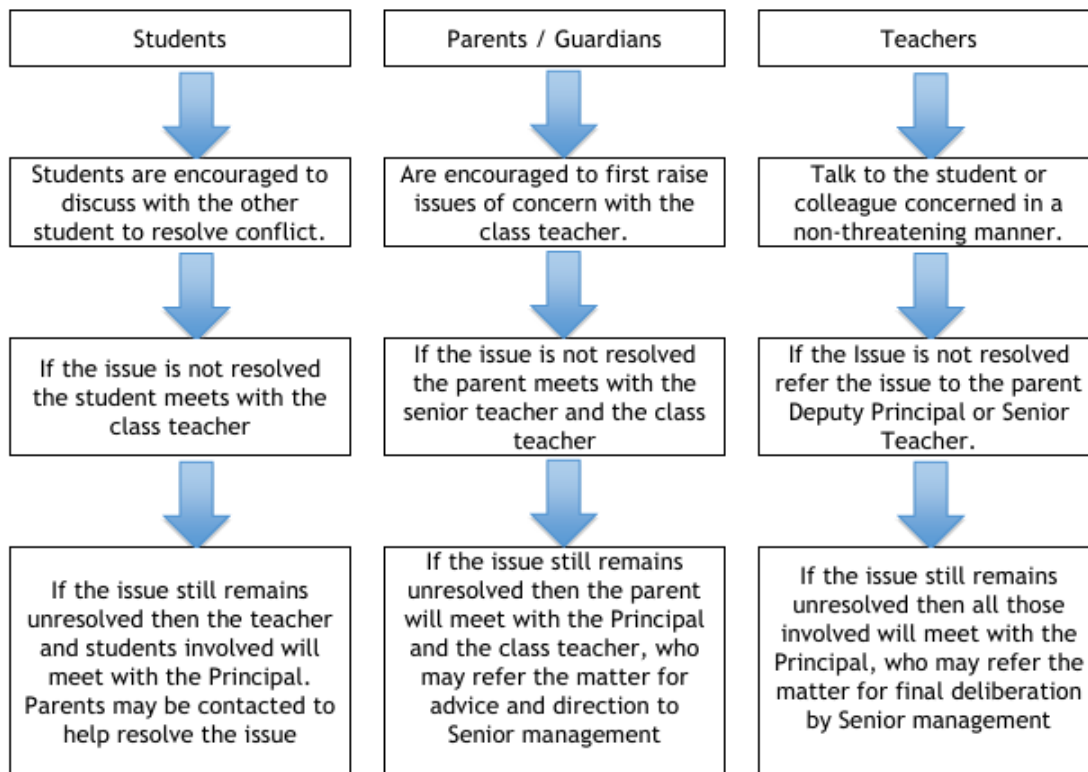 Students
Parents / Guardians
Teachers
Students are encouraged to
discuss with the other
student to resolve conflict.
Are encouraged to first raise
issues of concern with the
class teacher.
Talk to the student or
colleague concerned in a
non-threatening manner.
If the issue is not resolved
the student meets with the
class teacher
If the issue is not resolved
the parent meets with the
senior teacher and the class
teacher
If the Issue is not resolved
refer the issue to the parent
Deputy Principal or Senior
Teacher.
If the issue still remains
unresolved then the teacher
and students involved will
meet with the Principal.
Parents may be contacted to
help resolve the issue
If the issue still remains
unresolved then the parent
will meet with the Principal
and the class teacher, who
may refer the matter for
advice and direction to
Senior management
If the issue still remains
unresolved then all those
involved will meet with the
Principal, who may refer the
matter for final deliberation
by Senior management